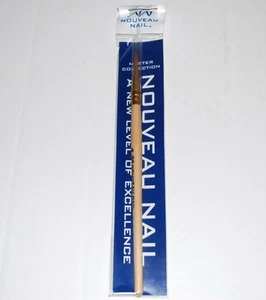 NOUVEAU
NAIL
MASTER
COLLECTION
NOUVEAU NAIL
A NEW LEVEL OF EXCELLENCE